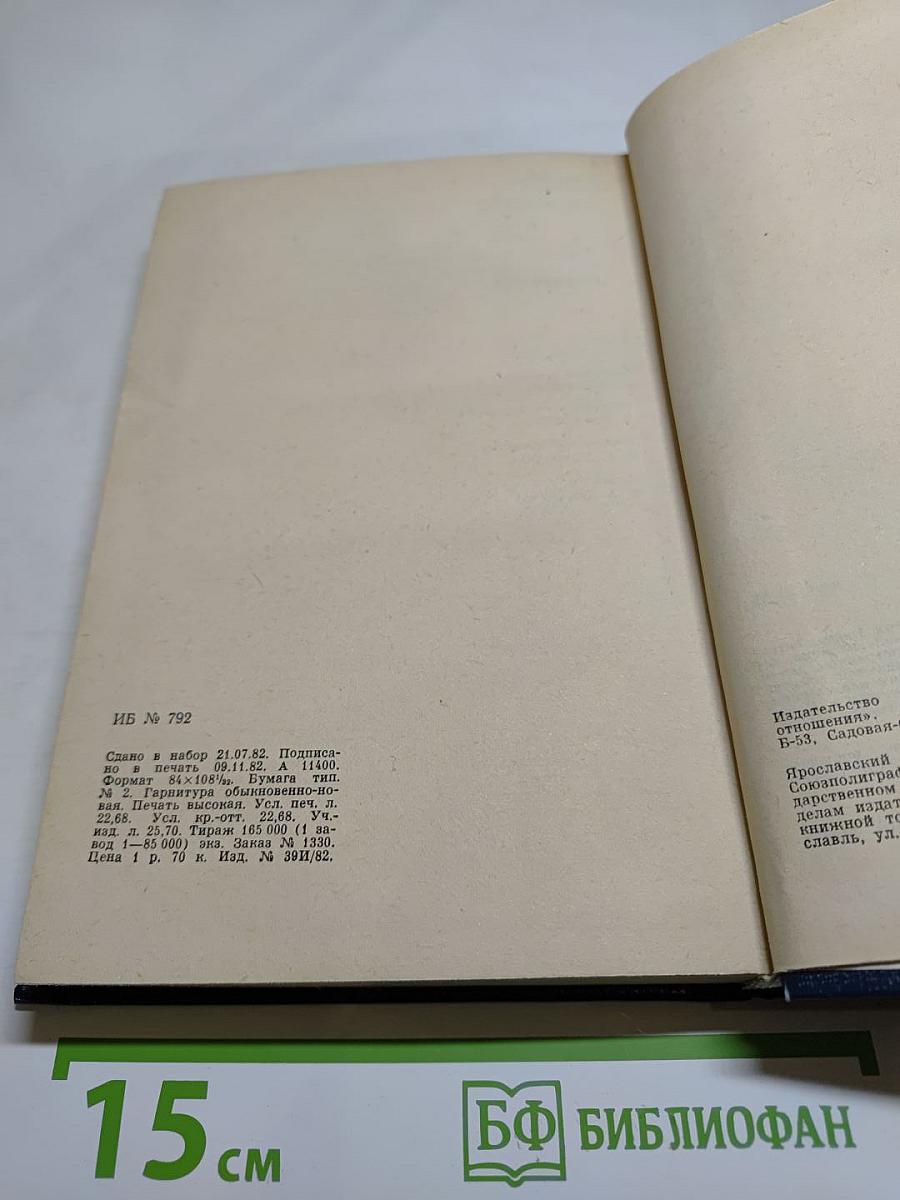 ИБ № 792
Сдано в набор 21.07.82. Подписа-
но в печать 09.11.82. А 11400.
Формат 84×108¹/₃₂. Бумага тип.
№ 2. Гарнитура обыкновенно-но-
вая. Печать высокая. Усл. печ. л.
22,68. Усл. кр.-отт. 22,68. Уч.-
изд. л. 25,70. Тираж 165 000 (1 за-
вод 1—85 000) экз. Заказ № 1330.
Цена 1 р. 70 к. Изд. № 39И/82.
Издательство
отношения».
Б-53, Садовая-
Ярославский
Союзполиграф
дарственном
делам издат
книжной то
славль, ул.
15 см
БФ БИБЛИОФАН